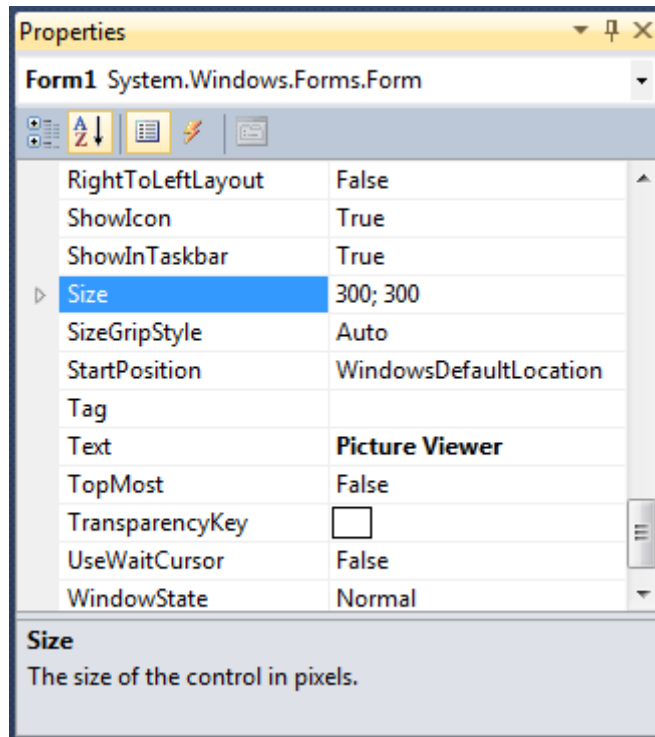 Properties
Form1 System.Windows.Forms.Form
A Z
RightToLeftLayout False
ShowIcon True
ShowInTaskbar True
Size 300; 300
SizeGripStyle Auto
StartPosition WindowsDefaultLocation
Tag
Text Picture Viewer
TopMost False
TransparencyKey
UseWaitCursor False
WindowState Normal
Size
The size of the control in pixels.